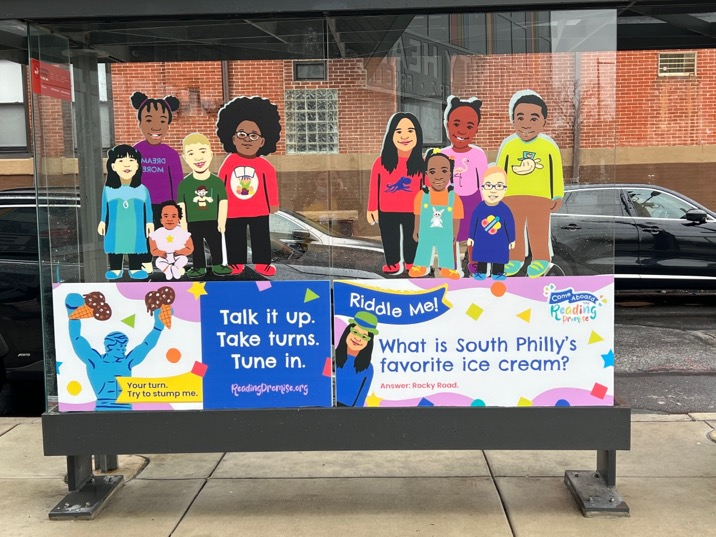 DREAM
MORE
Talk it up.
Take turns.
Tune in.
ReadingPromise.org
Your turn.
Try to stump me.
Riddle Me!
What is South Philly's
favorite ice cream?
Answer: Rocky Road.
Come
Aboard
Reading
Promise